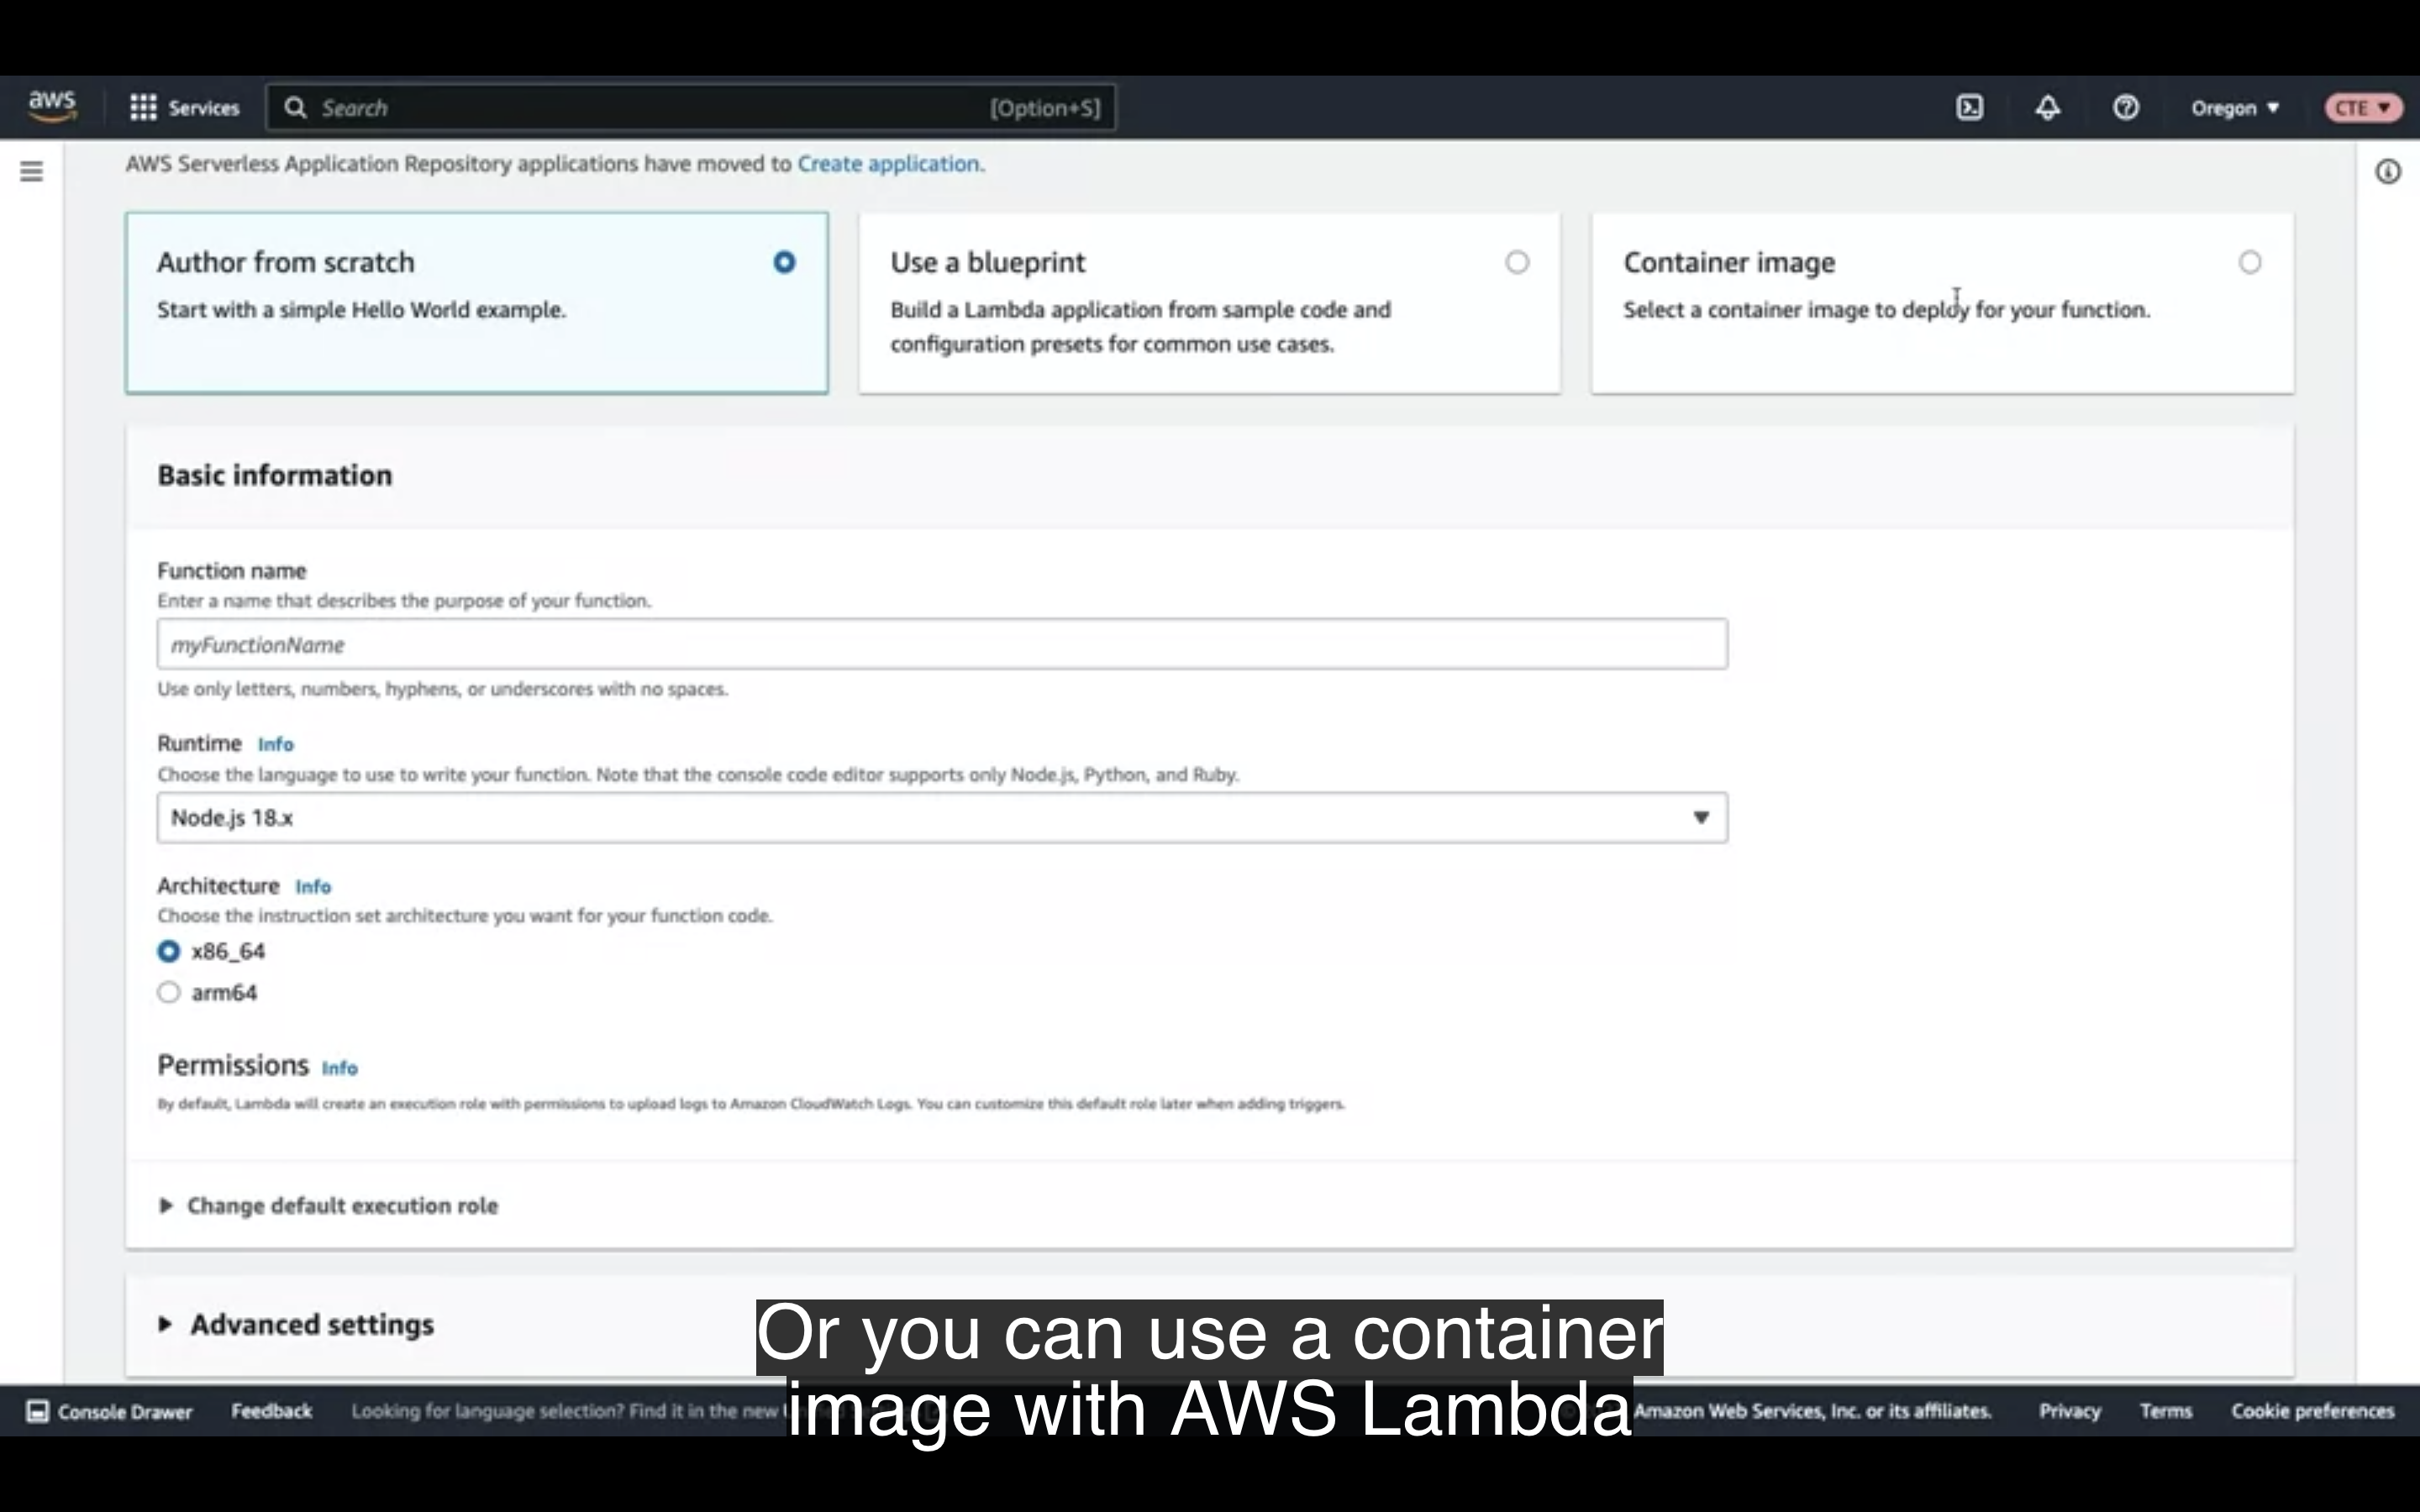 aws
Services
Search
[Option+S]
Oregon
CTE
AWS Serverless Application Repository applications have moved to Create application.
Author from scratch
Start with a simple Hello World example.
Use a blueprint
Build a Lambda application from sample code and
configuration presets for common use cases.
Container image
Select a container image to deploy for your function.
Basic information
Function name
Enter a name that describes the purpose of your function.
myFunctionName
Use only letters, numbers, hyphens, or underscores with no spaces.
Runtime Info
Choose the language to use to write your function. Note that the console code editor supports only Node.js, Python, and Ruby.
Node.js 18.x
Architecture Info
Choose the instruction set architecture you want for your function code.
x86_64
arm64
Permissions Info
By default, Lambda will create an execution role with permissions to upload logs to Amazon CloudWatch Logs. You can customize this default role later when adding triggers.
Change default execution role
Advanced settings
Or you can use a container
image with AWS Lambda
Console Drawer
Feedback
Looking for language selection? Find it in the new
Amazon Web Services, Inc. or its affiliates.
Privacy
Terms
Cookie preferences